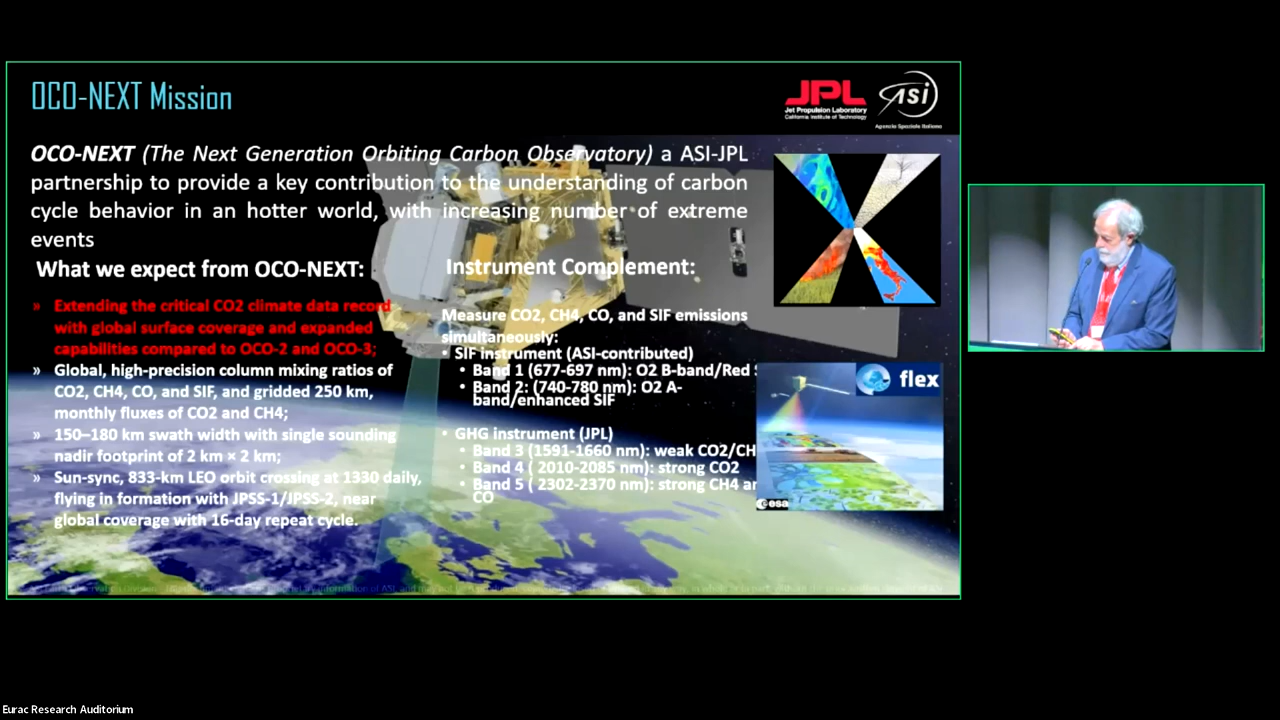 OCO-NEXT Mission
JPL
Jet Propulsion Laboratory
California Institute of Technology
asi
Agenzia Spaziale Italiana
OCO-NEXT (The Next Generation Orbiting Carbon Observatory) a ASI-JPL
partnership to provide a key contribution to the understanding of carbon
cycle behavior in an hotter world, with increasing number of extreme
events
What we expect from OCO-NEXT:
» Extending the critical CO2 climate data record
with global surface coverage and expanded
capabilities compared to OCO-2 and OCO-3;
» Global, high-precision column mixing ratios of
CO2, CH4, CO, and SIF, and gridded 250 km,
monthly fluxes of CO2 and CH4;
» 150–180 km swath width with single sounding
nadir footprint of 2 km × 2 km;
» Sun-sync, 833-km LEO orbit crossing at 1330 daily,
flying in formation with JPSS-1/JPSS-2, near
global coverage with 16-day repeat cycle.
Instrument Complement:
Measure CO2, CH4, CO, and SIF emissions
simultaneously:
• SIF instrument (ASI-contributed)
• Band 1 (677-697 nm): O2 B-band/Red
• Band 2: (740-780 nm): O2 A-
band/enhanced SIF
• GHG instrument (JPL)
• Band 3 (1591-1660 nm): weak CO2/CH
• Band 4 ( 2010-2085 nm): strong CO2
• Band 5 ( 2302-2370 nm): strong CH4 an
CO
flex
esa
Eurac Research Auditorium